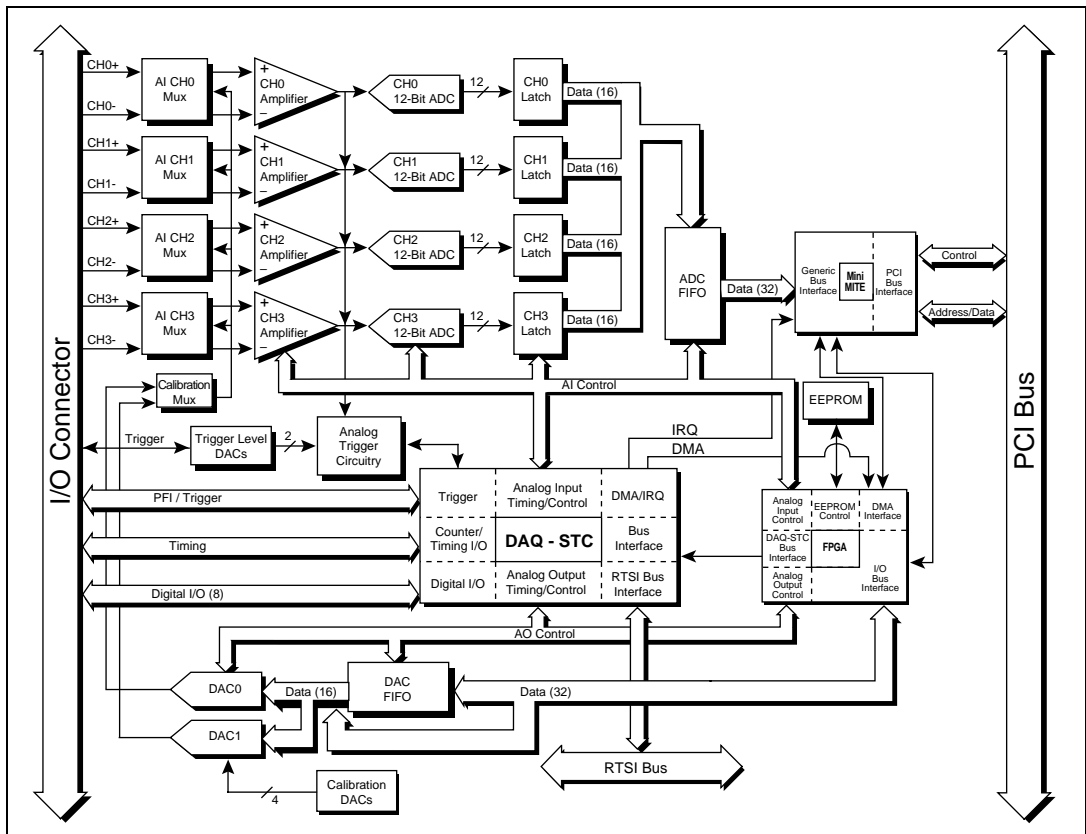 I/O Connector
PCI Bus
CH0+
CH0-
AI CH0
Mux
+
CH0
Amplifier
−
CH0
12-Bit ADC
12
CH0
Latch
Data (16)
CH1+
CH1-
AI CH1
Mux
+
CH1
Amplifier
−
CH1
12-Bit ADC
12
CH1
Latch
Data (16)
CH2+
CH2-
AI CH2
Mux
+
CH2
Amplifier
−
CH2
12-Bit ADC
12
CH2
Latch
Data (16)
CH3+
CH3-
AI CH3
Mux
+
CH3
Amplifier
−
CH3
12-Bit ADC
12
CH3
Latch
Data (16)
ADC
FIFO
Data (32)
Generic
Bus
Interface
Mini
MITE
PCI
Bus
Interface
Control
Address/Data
Calibration
Mux
AI Control
EEPROM
Trigger
Trigger Level
DACs
2
Analog
Trigger
Circuitry
IRQ
DMA
PFI / Trigger
Timing
Digital I/O (8)
Trigger
Analog Input
Timing/Control
DMA/IRQ
Counter/
Timing I/O
DAQ - STC
Bus
Interface
Digital I/O
Analog Output
Timing/Control
RTSI Bus
Interface
Analog
Input
Control
EEPROM
Control
DMA
Interface
DAQ-STC
Bus
Interface
FPGA
I/O
Bus
Interface
Analog
Output
Control
AO Control
DAC0
Data (16)
DAC
FIFO
Data (32)
DAC1
4
Calibration
DACs
RTSI Bus